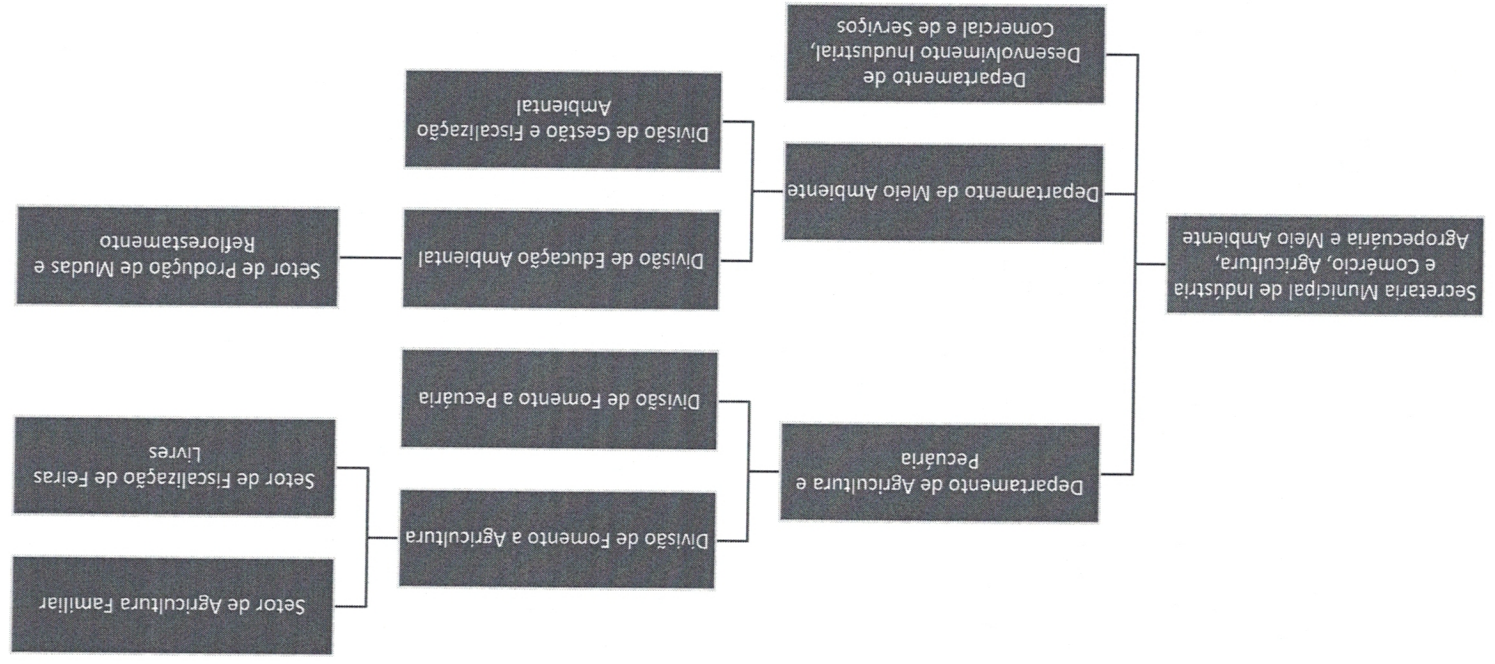 Secretaria Municipal de Indústria
e Comércio, Agricultura,
Agropecuária e Meio Ambiente
Departamento de Agricultura e
Pecuária
Divisão de Fomento a Agricultura
Setor de Agricultura Familiar
Setor de Fiscalização de Feiras
Livres
Divisão de Fomento a Pecuária
Departamento de Meio Ambiente
Divisão de Educação Ambiental
Setor de Produção de Mudas e
Reflorestamento
Divisão de Gestão e Fiscalização
Ambiental
Departamento de
Desenvolvimento Inudustrial,
Comercial e de Serviços